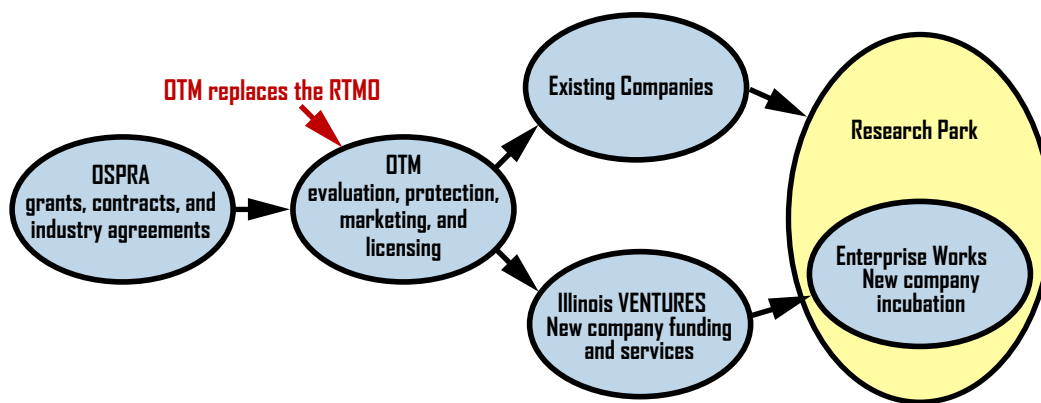 OTM replaces the RTMO
OSPRA
grants, contracts, and
industry agreements
OTM
evaluation, protection,
marketing, and
licensing
Existing Companies
Illinois VENTURES
New company funding
and services
Research Park
Enterprise Works
New company
incubation